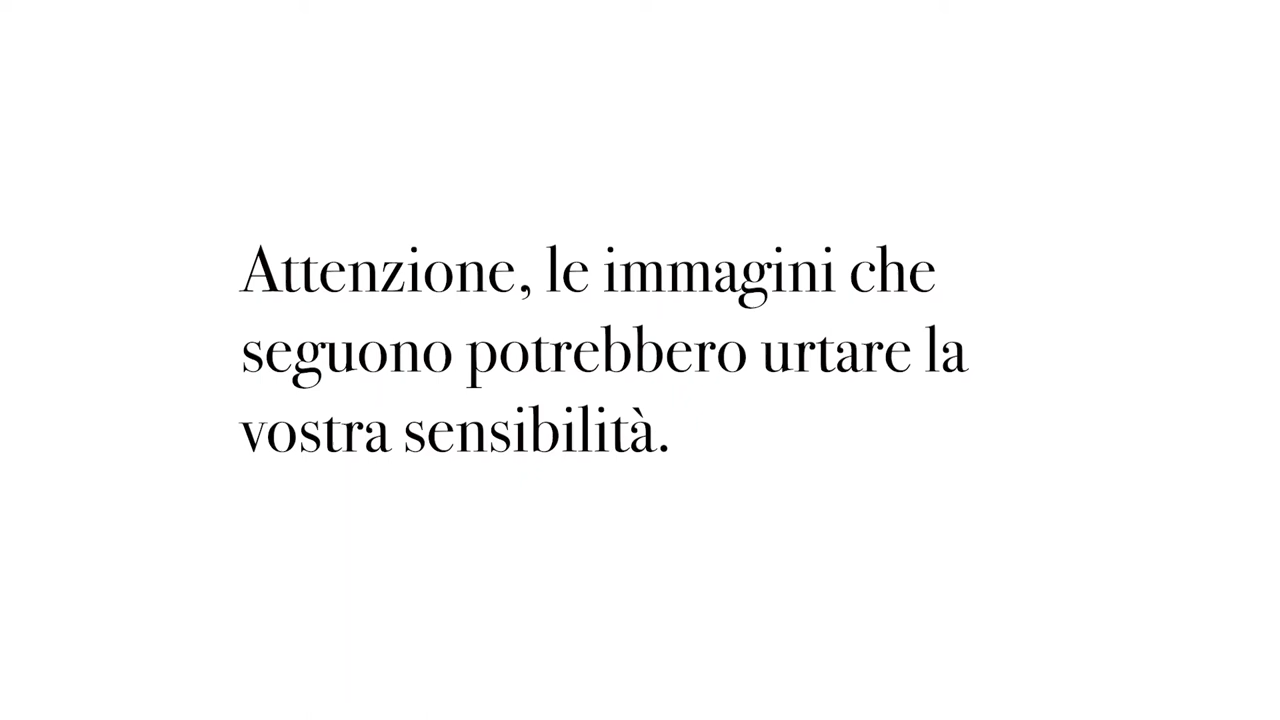 Attenzione, le immagini che
seguono potrebbero urtare la
vostra sensibilità.